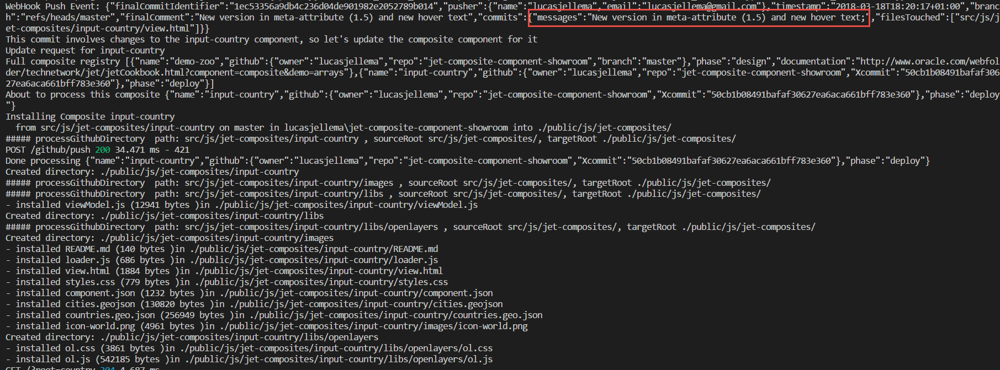 WebHook Push Event: {"finalCommitIdentifier":"1ec53356a9db4c236d04de901982e2052789b014","pusher":{"name":"lucasjellema","email":"lucasjellema@gmail.com"},"timestamp":"2018-03-18T18:20:17+01:00","branc
h":"refs/heads/master","finalComment":"New version in meta-attribute (1.5) and new hover text","commits":{"messages":"New version in meta-attribute (1.5) and new hover text;","filesTouched":["src/js/j
et-composites/input-country/view.html"]}}
This commit involves changes to the input-country component, so let's update the composite component for it
Update request for input-country
Full composite registry [{"name":"demo-zoo","github":{"owner":"lucasjellema","repo":"jet-composite-component-showroom","branch":"master"},"phase":"design","documentation":"http://www.oracle.com/webfol
der/technetwork/jet/jetCookbook.html?component=composite&demo=arrays"},{"name":"input-country","github":{"owner":"lucasjellema","repo":"jet-composite-component-showroom","Xcommit":"50cb1b08491bafaf306
27ea6aca661bff783e360"},"phase":"deploy"}]
About to process this composite {"name":"input-country","github":{"owner":"lucasjellema","repo":"jet-composite-component-showroom","Xcommit":"50cb1b08491bafaf30627ea6aca661bff783e360"},"phase":"deploy
"}
Installing Composite input-country
  from src/js/jet-composites/input-country on master in lucasjellema\jet-composite-component-showroom into ./public/js/jet-composites/
##### processGithubDirectory  path: src/js/jet-composites/input-country , sourceRoot src/js/jet-composites/, targetRoot ./public/js/jet-composites/
POST /github/push 200 34.471 ms - 421
Done processing {"name":"input-country","github":{"owner":"lucasjellema","repo":"jet-composite-component-showroom","Xcommit":"50cb1b08491bafaf30627ea6aca661bff783e360"},"phase":"deploy"}
Created directory: ./public/js/jet-composites/input-country
##### processGithubDirectory  path: src/js/jet-composites/input-country/images , sourceRoot src/js/jet-composites/, targetRoot ./public/js/jet-composites/
##### processGithubDirectory  path: src/js/jet-composites/input-country/libs , sourceRoot src/js/jet-composites/, targetRoot ./public/js/jet-composites/
- installed viewModel.js (12941 bytes )in ./public/js/jet-composites/input-country/viewModel.js
Created directory: ./public/js/jet-composites/input-country/libs
##### processGithubDirectory  path: src/js/jet-composites/input-country/libs/openlayers , sourceRoot src/js/jet-composites/, targetRoot ./public/js/jet-composites/
Created directory: ./public/js/jet-composites/input-country/images
- installed README.md (140 bytes )in ./public/js/jet-composites/input-country/README.md
- installed loader.js (686 bytes )in ./public/js/jet-composites/input-country/loader.js
- installed view.html (1884 bytes )in ./public/js/jet-composites/input-country/view.html
- installed styles.css (779 bytes )in ./public/js/jet-composites/input-country/styles.css
- installed component.json (1232 bytes )in ./public/js/jet-composites/input-country/component.json
- installed cities.geojson (130820 bytes )in ./public/js/jet-composites/input-country/cities.geojson
- installed countries.geo.json (256949 bytes )in ./public/js/jet-composites/input-country/countries.geo.json
- installed icon-world.png (4961 bytes )in ./public/js/jet-composites/input-country/images/icon-world.png
Created directory: ./public/js/jet-composites/input-country/libs/openlayers
- installed ol.css (3861 bytes )in ./public/js/jet-composites/input-country/libs/openlayers/ol.css
- installed ol.js (542185 bytes )in ./public/js/jet-composites/input-country/libs/openlayers/ol.js
GET /?root=country 304 4.687 ms